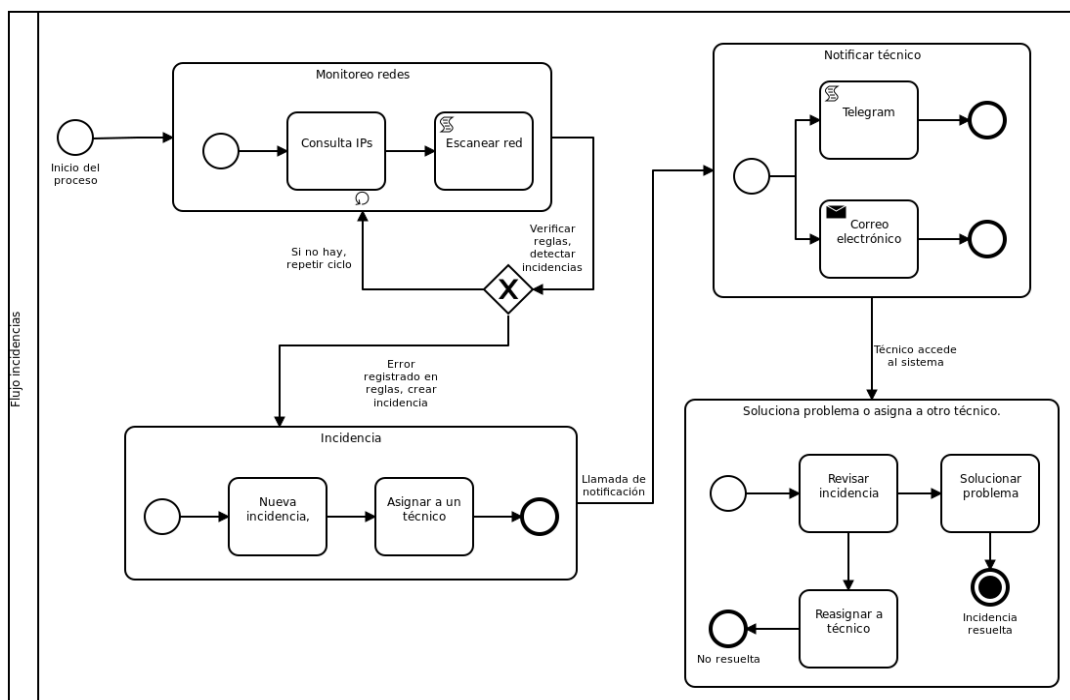 Flujo incidencias
Inicio del
proceso
Monitoreo redes
Consulta IPs
Escanear red
Si no hay,
repetir ciclo
Verificar
reglas,
detectar
incidencias
X
Error
registrado en
reglas, crear
incidencia
Incidencia
Nueva
incidencia,
Asignar a un
técnico
Llamada de
notificación
Notificar técnico
Telegram
Correo
electrónico
Técnico accede
al sistema
Soluciona problema o asigna a otro técnico.
Revisar
incidencia
Solucionar
problema
Reasignar a
técnico
Incidencia
resuelta
No resuelta